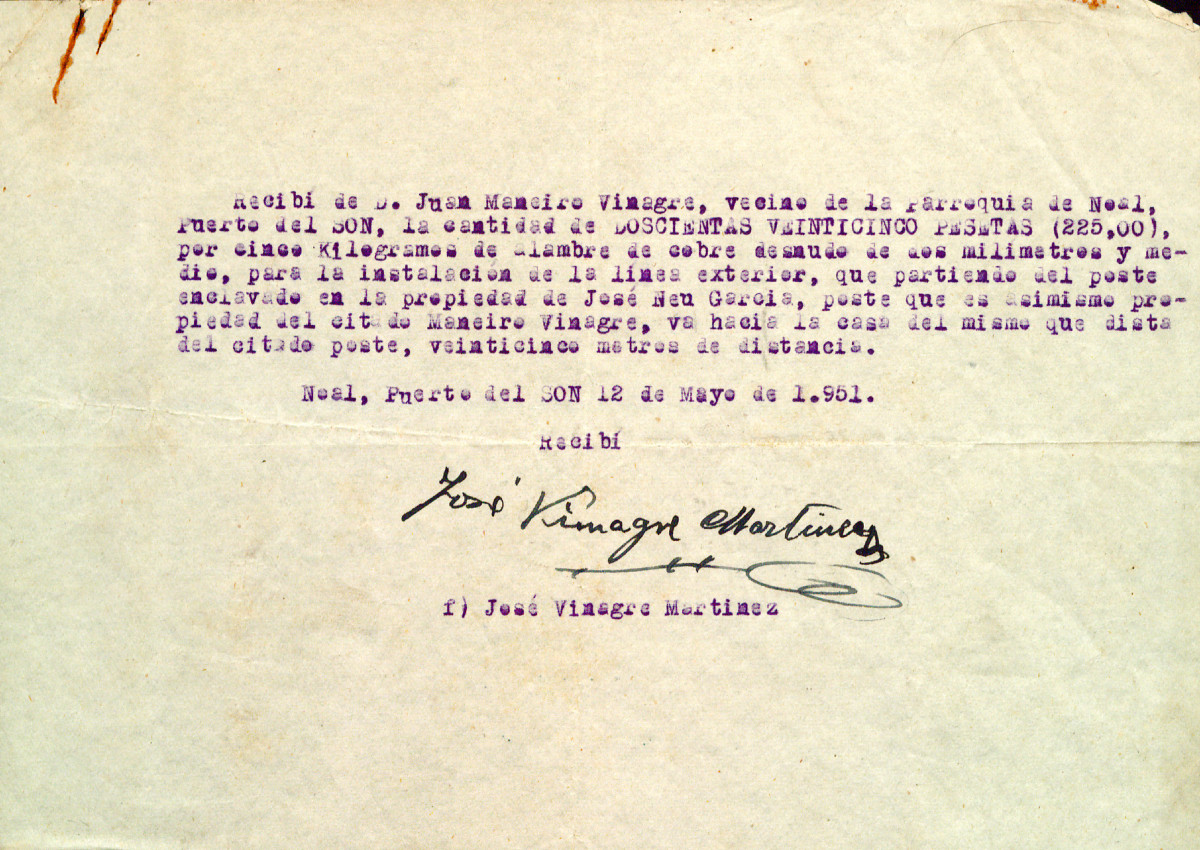 Recibí de D. Juan Maneiro Vinagre, vecino de la Parroquia de Noal,
Puerto del SON, la cantidad de DOSCIENTAS VEINTICINCO PESETAS (225,00),
por cinco Kilogramos de alambre de cobre desnudo de dos milimetros y me-
dio, para la instalación de la línea exterior, que partiendo del poste
enclavado en la propiedad de José Neu Garcia, poste que es asimismo pro-
piedad del citado Maneiro Vinagre, va hacia la casa del mismo que dista
del citado poste, veinticinco metros de distancia.
Noal, Puerto del SON 12 de Mayo de 1.951.
Recibí
José Vinagre Martinez
f) José Vinagre Martinez